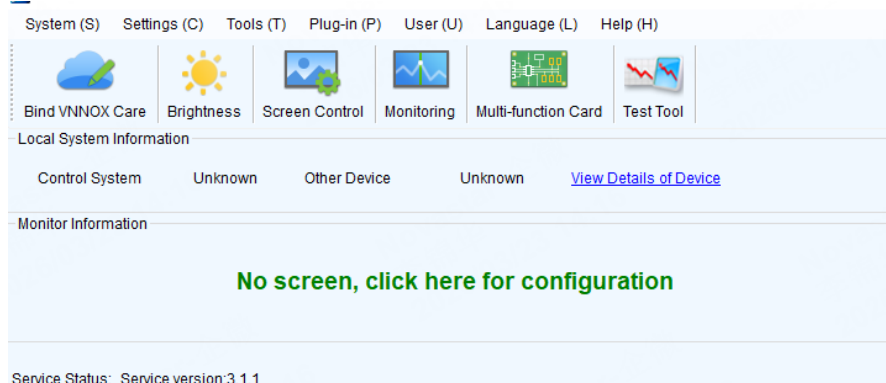 System (S) Settings (C) Tools (T) Plug-in (P) User (U) Language (L) Help (H)
Bind VNNOX Care Brightness Screen Control Monitoring Multi-function Card Test Tool
Local System Information
Control System Unknown Other Device Unknown View Details of Device
Monitor Information
No screen, click here for configuration
Service Status: Service version:3.1.1